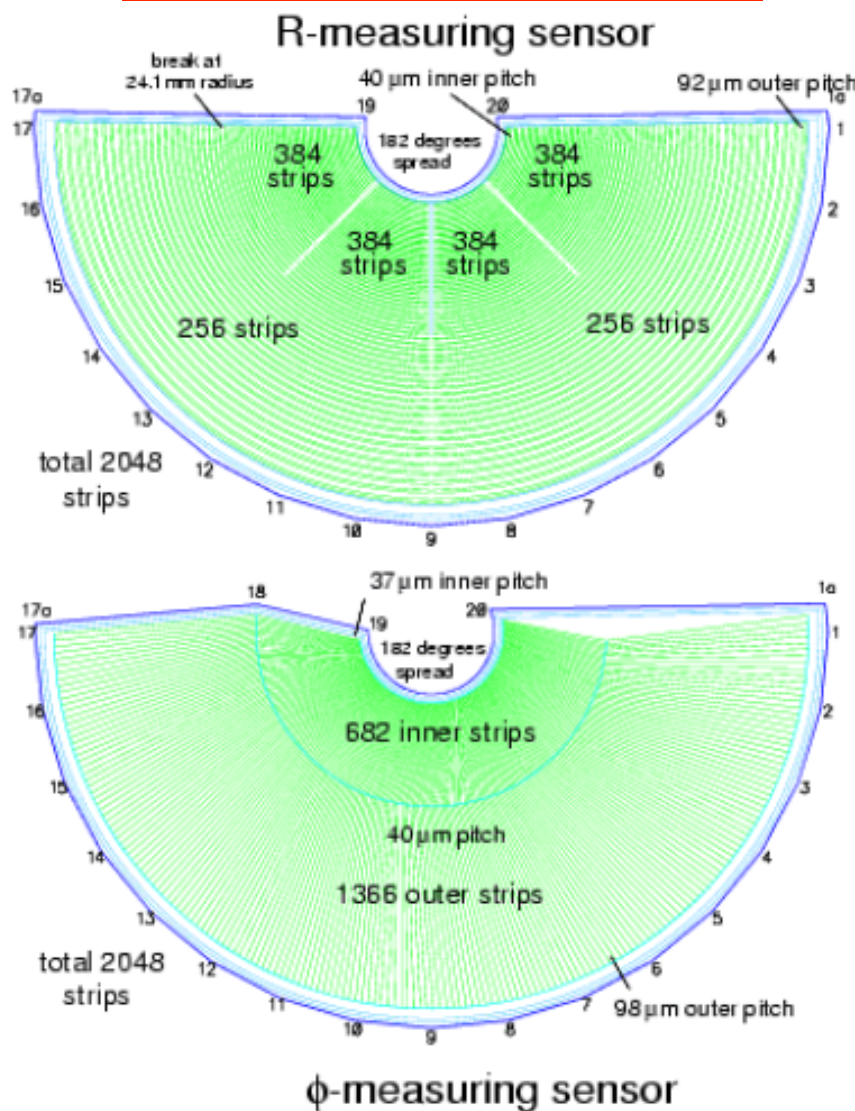 R-measuring sensor
break at
24.1 mm radius
40 µm inner pitch
92 µm outer pitch
17a
19
20
1a
17
182 degrees
spread
1
384
strips
384
strips
16
2
384
strips
384
strips
15
3
256 strips
256 strips
14
4
13
5
total 2048
strips
12
6
11
7
10
8
9
37 µm inner pitch
18
1a
17a
20
17
19
1
182 degrees
spread
16
2
682 inner strips
15
3
40 µm pitch
14
4
1366 outer strips
13
5
total 2048
strips
12
6
11
7
98 µm outer pitch
10
8
9
ϕ-measuring sensor